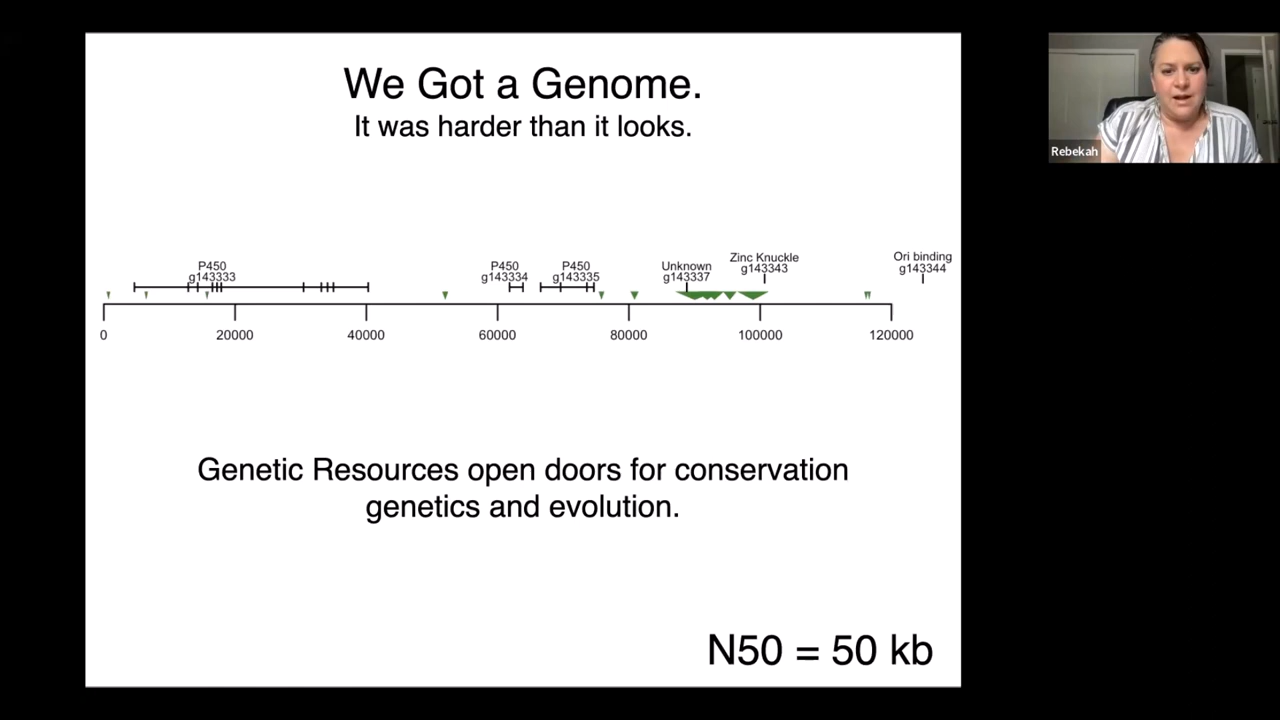 We Got a Genome.
It was harder than it looks.
Rebekah
P450
g143333
P450
g143334
P450
g143335
Unknown
g143337
Zinc Knuckle
g143343
Ori binding
g143344
0 20000 40000 60000 80000 100000 120000
Genetic Resources open doors for conservation
genetics and evolution.
N50 = 50 kb